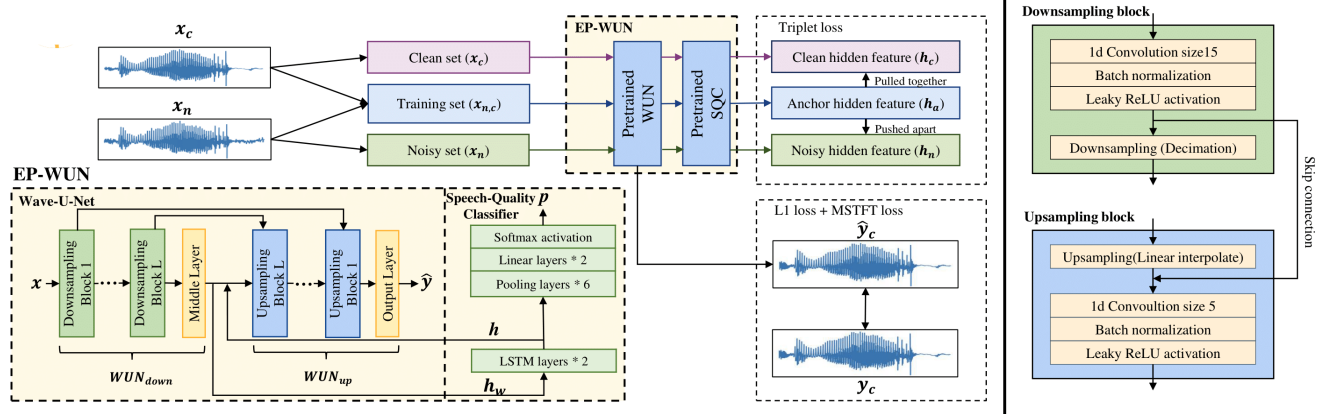 x_c
x_n
Clean set (x_c)
Training set (x_{n,c})
Noisy set (x_n)
EP-WUN
Pretrained
WUN
Pretrained
SQC
Triplet loss
Clean hidden feature (h_c)
Pulled together
Anchor hidden feature (h_a)
Pushed apart
Noisy hidden feature (h_n)
EP-WUN
Wave-U-Net
x
Downsampling
Block 1
Downsampling
Block L
Middle Layer
Upsampling
Block L
Upsampling
Block 1
Output Layer
ŷ
WUN_{down}
WUN_{up}
Speech-Quality p
Classifier
Softmax activation
Linear layers * 2
Pooling layers * 6
h
LSTM layers * 2
h_w
L1 loss + MSTFT loss
ŷ_c
y_c
Downsampling block
1d Convolution size15
Batch normalization
Leaky ReLU activation
Downsampling (Decimation)
Skip connection
Upsampling block
Upsampling(Linear interpolate)
1d Convoultion size 5
Batch normalization
Leaky ReLU activation